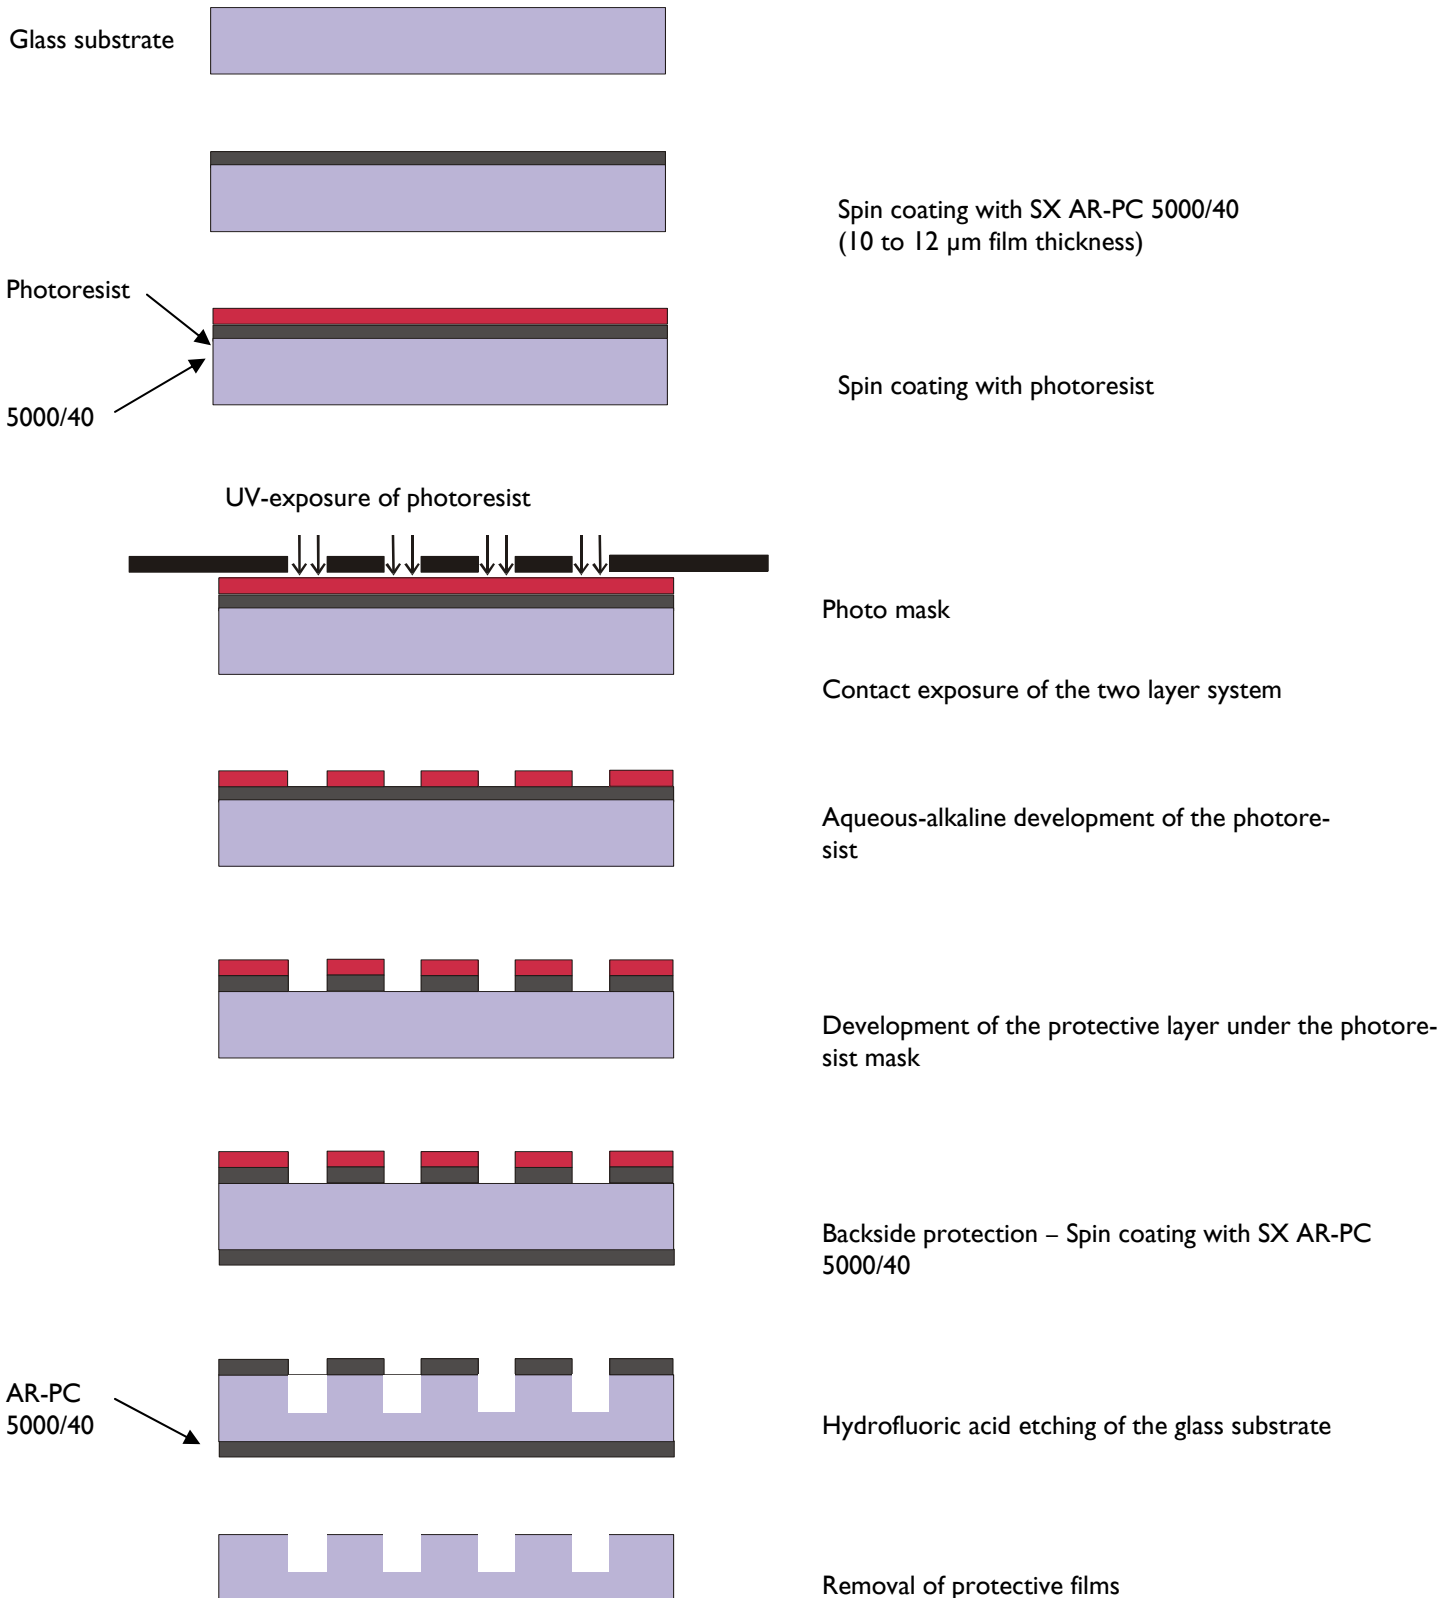 Glass substrate
Spin coating with SX AR-PC 5000/40
(10 to 12 µm film thickness)
Photoresist
Spin coating with photoresist
5000/40
UV-exposure of photoresist
Photo mask
Contact exposure of the two layer system
Aqueous-alkaline development of the photore-
sist
Development of the protective layer under the photore-
sist mask
Backside protection – Spin coating with SX AR-PC
5000/40
AR-PC
5000/40
Hydrofluoric acid etching of the glass substrate
Removal of protective films